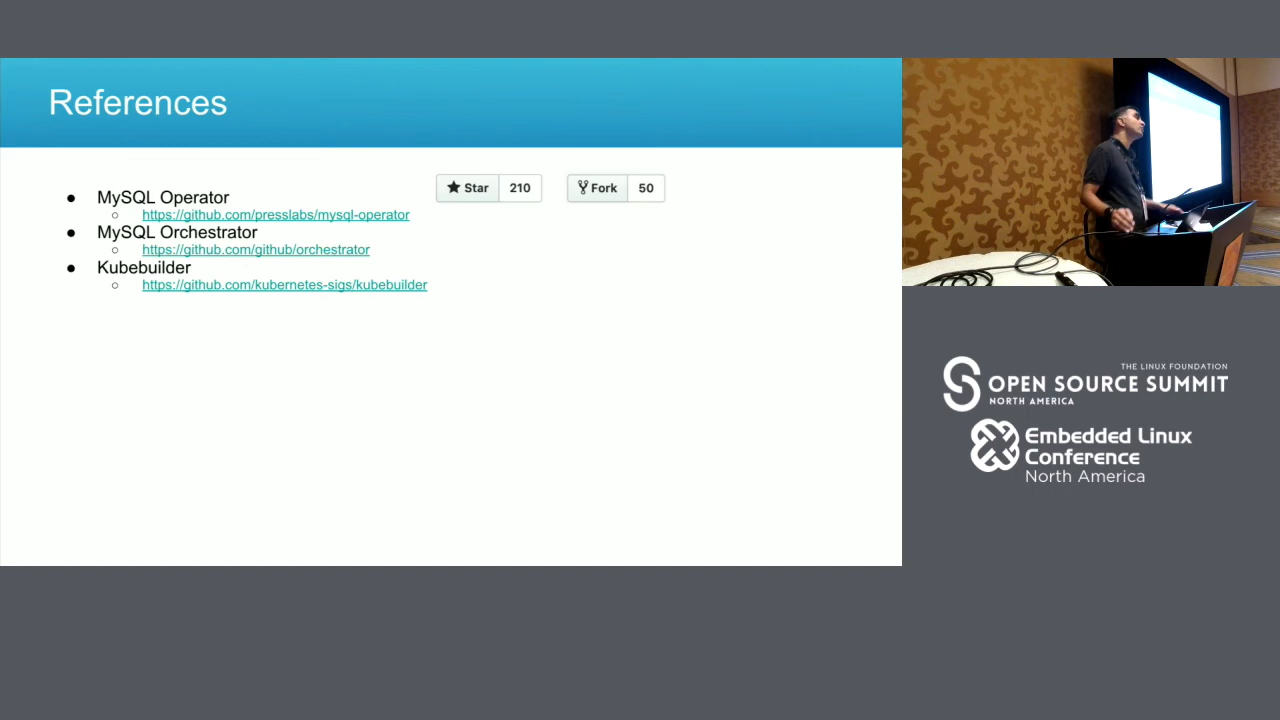 References
MySQL Operator
Star 210
Fork 50
https://github.com/presslabs/mysql-operator
MySQL Orchestrator
https://github.com/github/orchestrator
Kubebuilder
https://github.com/kubernetes-sigs/kubebuilder
THE LINUX FOUNDATION
OPEN SOURCE SUMMIT
NORTH AMERICA
Embedded Linux
Conference
North America